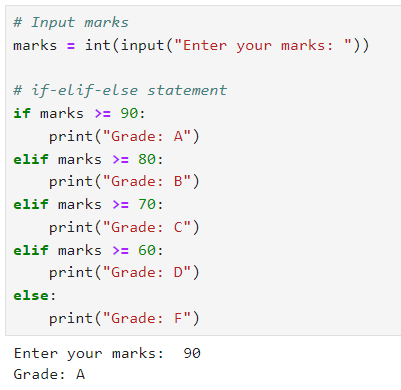 # Input marks
marks = int(input("Enter your marks: "))
# if-elif-else statement
if marks >= 90:
    print("Grade: A")
elif marks >= 80:
    print("Grade: B")
elif marks >= 70:
    print("Grade: C")
elif marks >= 60:
    print("Grade: D")
else:
    print("Grade: F")
Enter your marks:  90
Grade: A